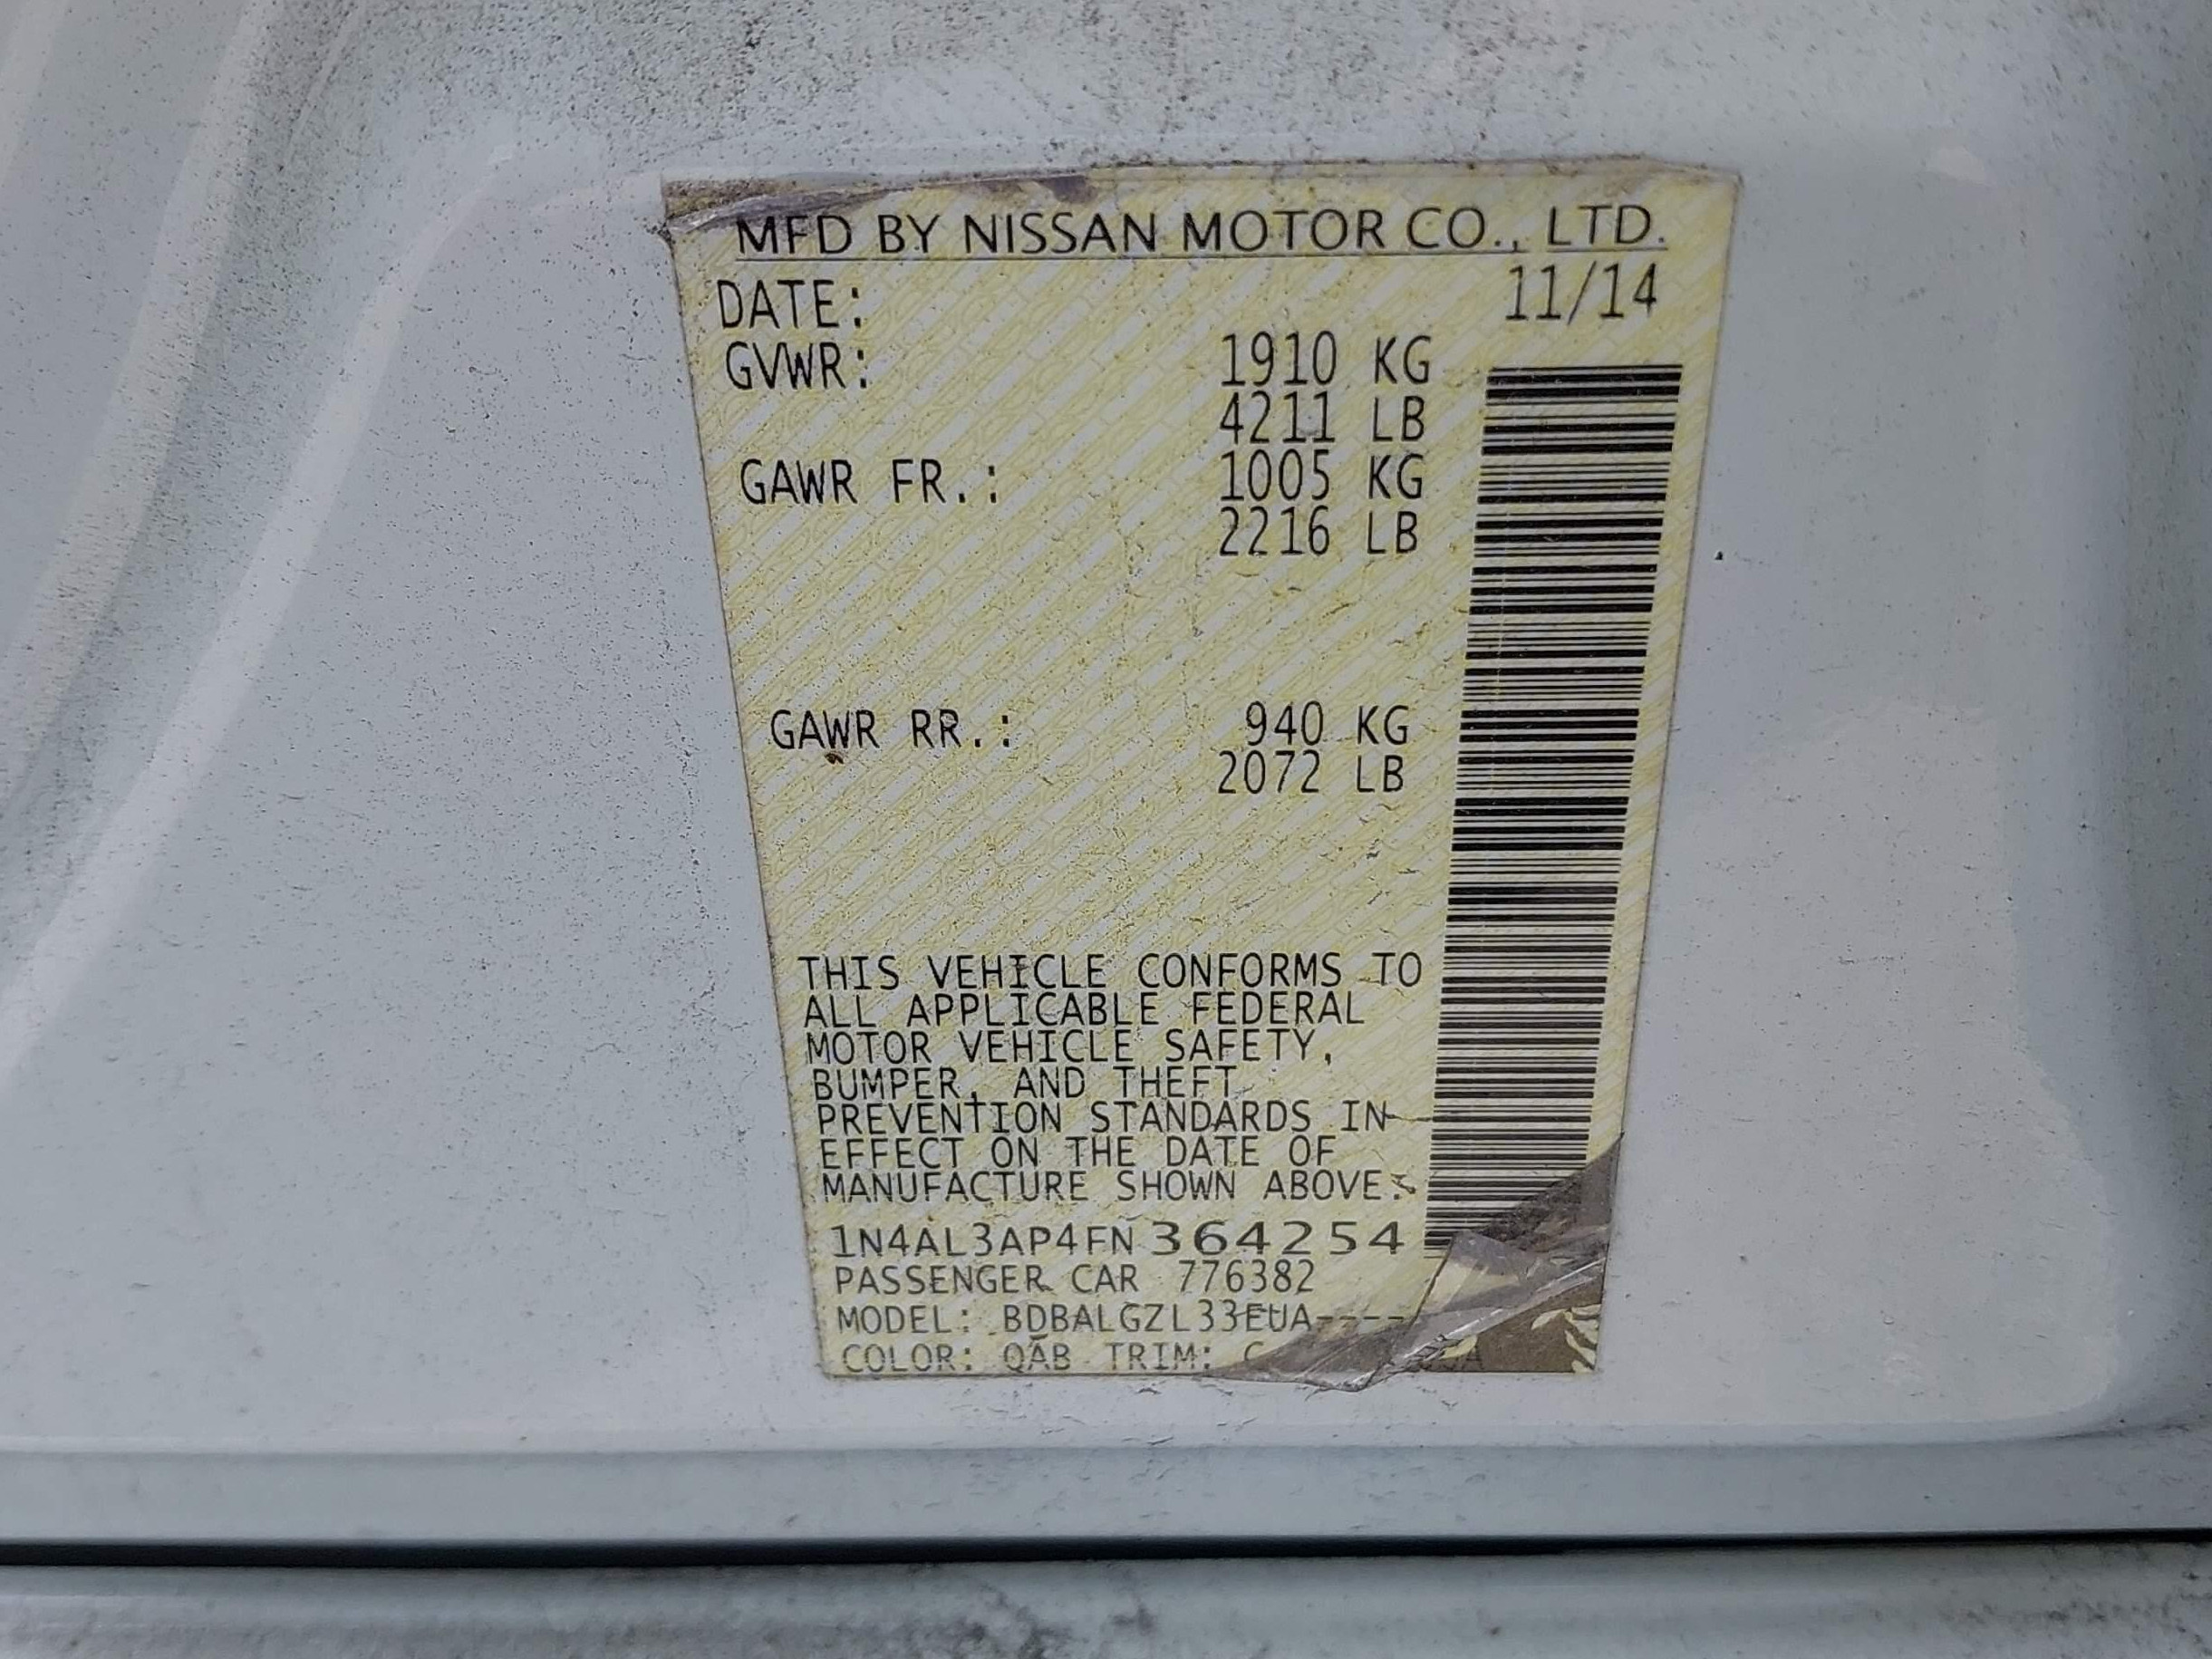 MFD BY NISSAN MOTOR CO., LTD.
DATE: 11/14
GVWR: 1910 KG
4211 LB
GAWR FR.: 1005 KG
2216 LB
GAWR RR.: 940 KG
2072 LB
THIS VEHICLE CONFORMS TO
ALL APPLICABLE FEDERAL
MOTOR VEHICLE SAFETY,
BUMPER, AND THEFT
PREVENTION STANDARDS IN
EFFECT ON THE DATE OF
MANUFACTURE SHOWN ABOVE.
1N4AL3AP4FN364254
PASSENGER CAR 776382
MODEL: BDBALGZL33EUA----
COLOR: QAB TRIM: